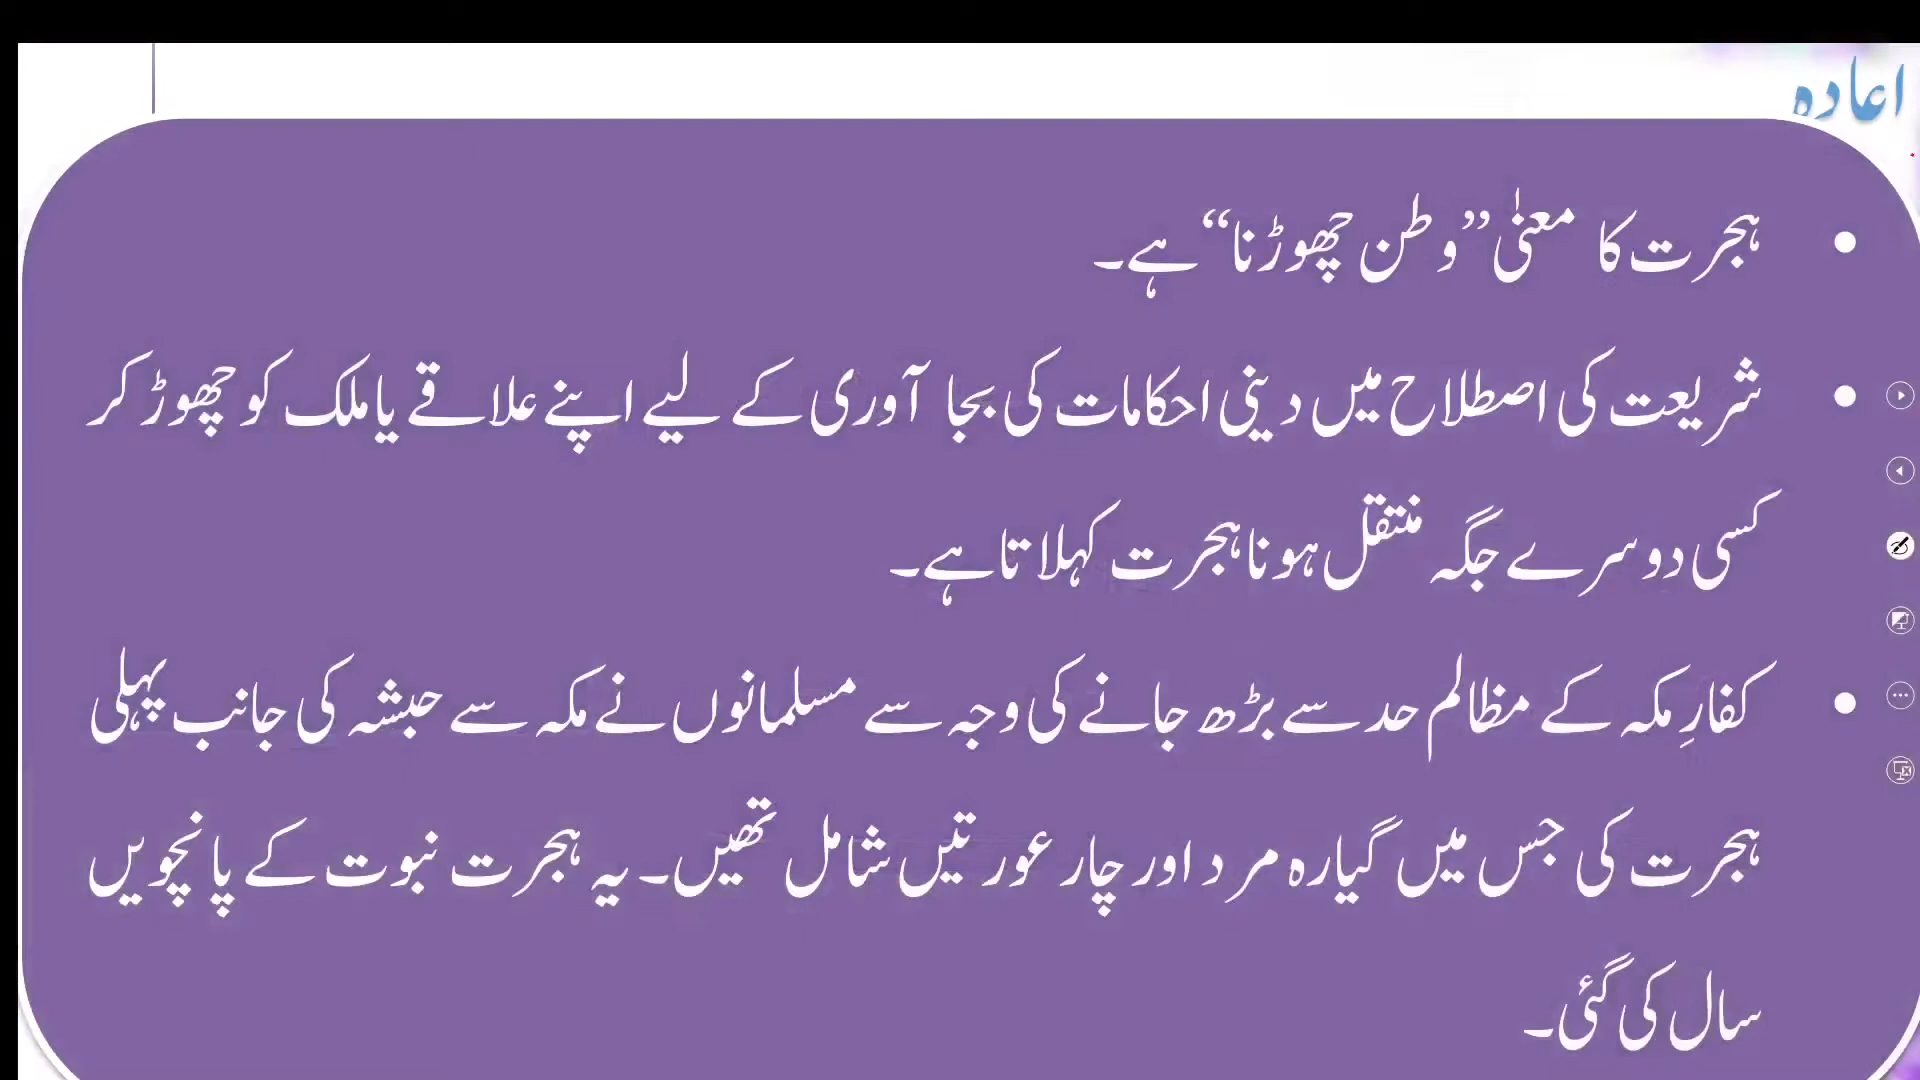 اعادہ
• ہجرت کا معنیٰ ”وطن چھوڑنا“ ہے۔
• شریعت کی اصطلاح میں دینی احکامات کی بجا آوری کے لیے اپنے علاقے یا ملک کو چھوڑ کر
کسی دوسرے جگہ منتقل ہونا ہجرت کہلاتا ہے۔
• کفارِ مکہ کے مظالم حد سے بڑھ جانے کی وجہ سے مسلمانوں نے مکہ سے حبشہ کی جانب پہلی
ہجرت کی جس میں گیارہ مرد اور چار عورتیں شامل تھیں۔ یہ ہجرت نبوت کے پانچویں
سال کی گئی۔